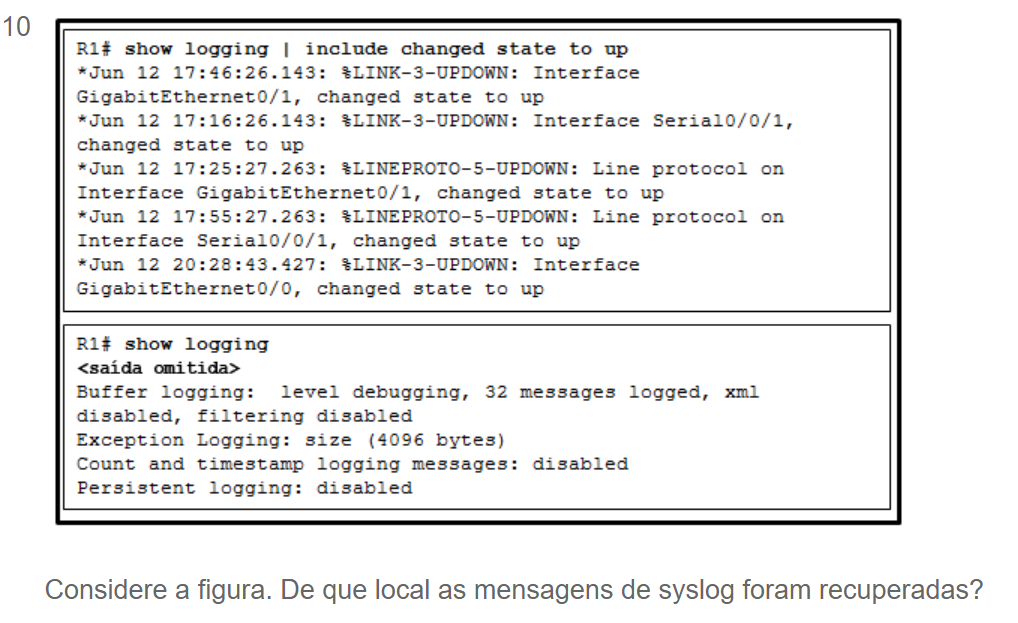 10
R1# show logging | include changed state to up
*Jun 12 17:46:26.143: %LINK-3-UPDOWN: Interface
GigabitEthernet0/1, changed state to up
*Jun 12 17:16:26.143: %LINK-3-UPDOWN: Interface Serial0/0/1,
changed state to up
*Jun 12 17:25:27.263: %LINEPROTO-5-UPDOWN: Line protocol on
Interface GigabitEthernet0/1, changed state to up
*Jun 12 17:55:27.263: %LINEPROTO-5-UPDOWN: Line protocol on
Interface Serial0/0/1, changed state to up
*Jun 12 20:28:43.427: %LINK-3-UPDOWN: Interface
GigabitEthernet0/0, changed state to up
R1# show logging
<saída omitida>
Buffer logging:  level debugging, 32 messages logged, xml
disabled, filtering disabled
Exception Logging: size (4096 bytes)
Count and timestamp logging messages: disabled
Persistent logging: disabled
Considere a figura. De que local as mensagens de syslog foram recuperadas?